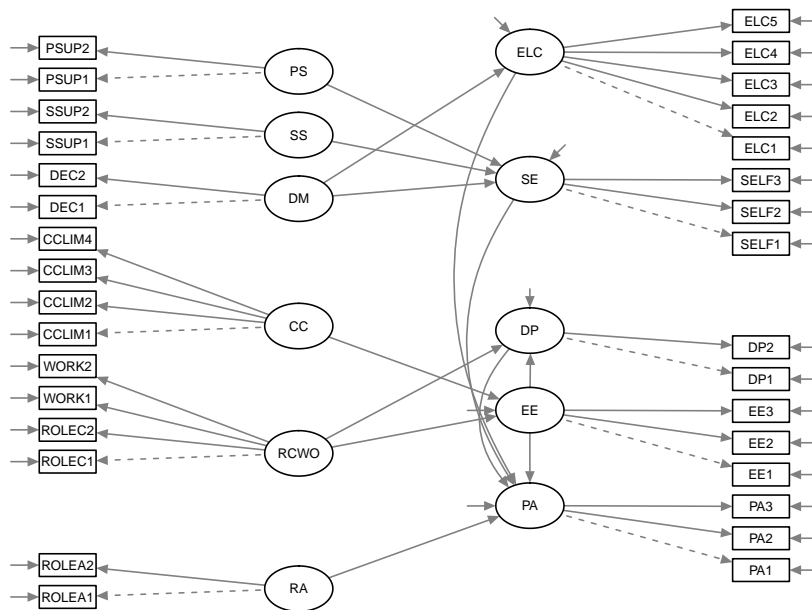 PSUP2
PSUP1
SSUP2
SSUP1
DEC2
DEC1
CCLIM4
CCLIM3
CCLIM2
CCLIM1
WORK2
WORK1
ROLEC2
ROLEC1
ROLEA2
ROLEA1
PS
SS
DM
CC
RCWO
RA
ELC
SE
DP
EE
PA
ELC5
ELC4
ELC3
ELC2
ELC1
SELF3
SELF2
SELF1
DP2
DP1
EE3
EE2
EE1
PA3
PA2
PA1